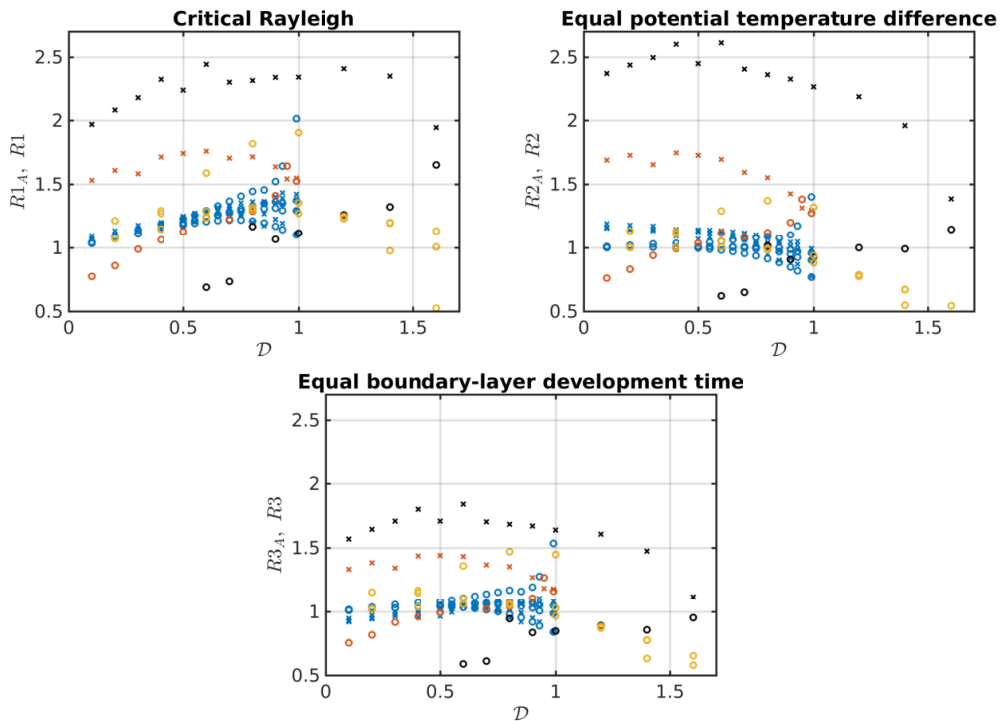 Critical Rayleigh
R1_A, R1
2.5
2
1.5
1
0.5
0 0.5 1 1.5
𝒟
Equal potential temperature difference
R2_A, R2
2.5
2
1.5
1
0.5
0 0.5 1 1.5
𝒟
Equal boundary-layer development time
R3_A, R3
2.5
2
1.5
1
0.5
0 0.5 1 1.5
𝒟